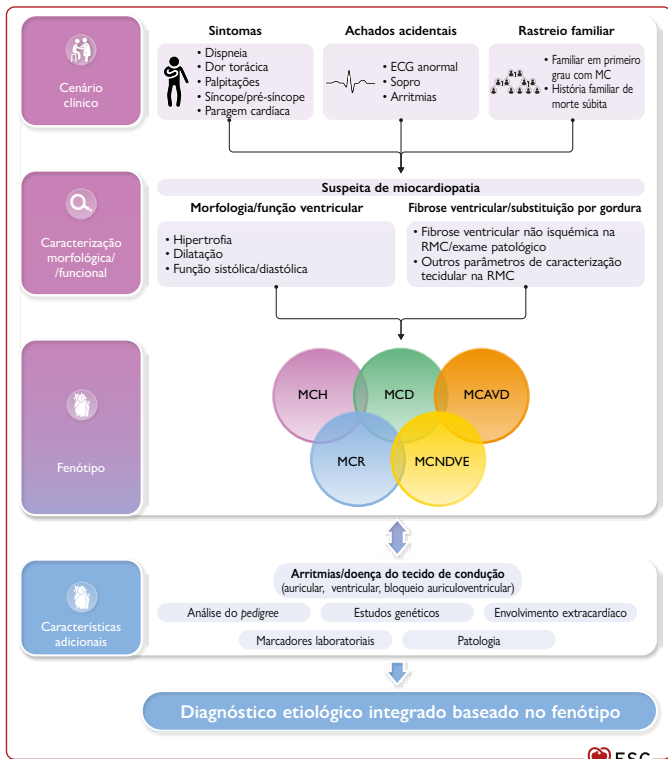 Cenário
clínico
Sintomas
• Dispneia
• Dor torácica
• Palpitações
• Síncope/pré-síncope
• Paragem cardíaca
Achados acidentais
• ECG anormal
• Sopro
• Arritmias
Rastreio familiar
• Familiar em primeiro
grau com MC
• História familiar de
morte súbita
Suspeita de miocardiopatia
Caracterização
morfológica/
/funcional
Morfologia/função ventricular
• Hipertrofia
• Dilatação
• Função sistólica/diastólica
Fibrose ventricular/substituição por gordura
• Fibrose ventricular não isquémica na
RMC/exame patológico
• Outros parâmetros de caracterização
tecidular na RMC
Fenótipo
MCH
MCD
MCAVD
MCR
MCNDVE
Características
adicionais
Arritmias/doença do tecido de condução
(auricular, ventricular, bloqueio auriculoventricular)
Análise do pedigree
Estudos genéticos
Envolvimento extracardíaco
Marcadores laboratoriais
Patologia
Diagnóstico etiológico integrado baseado no fenótipo
ESC